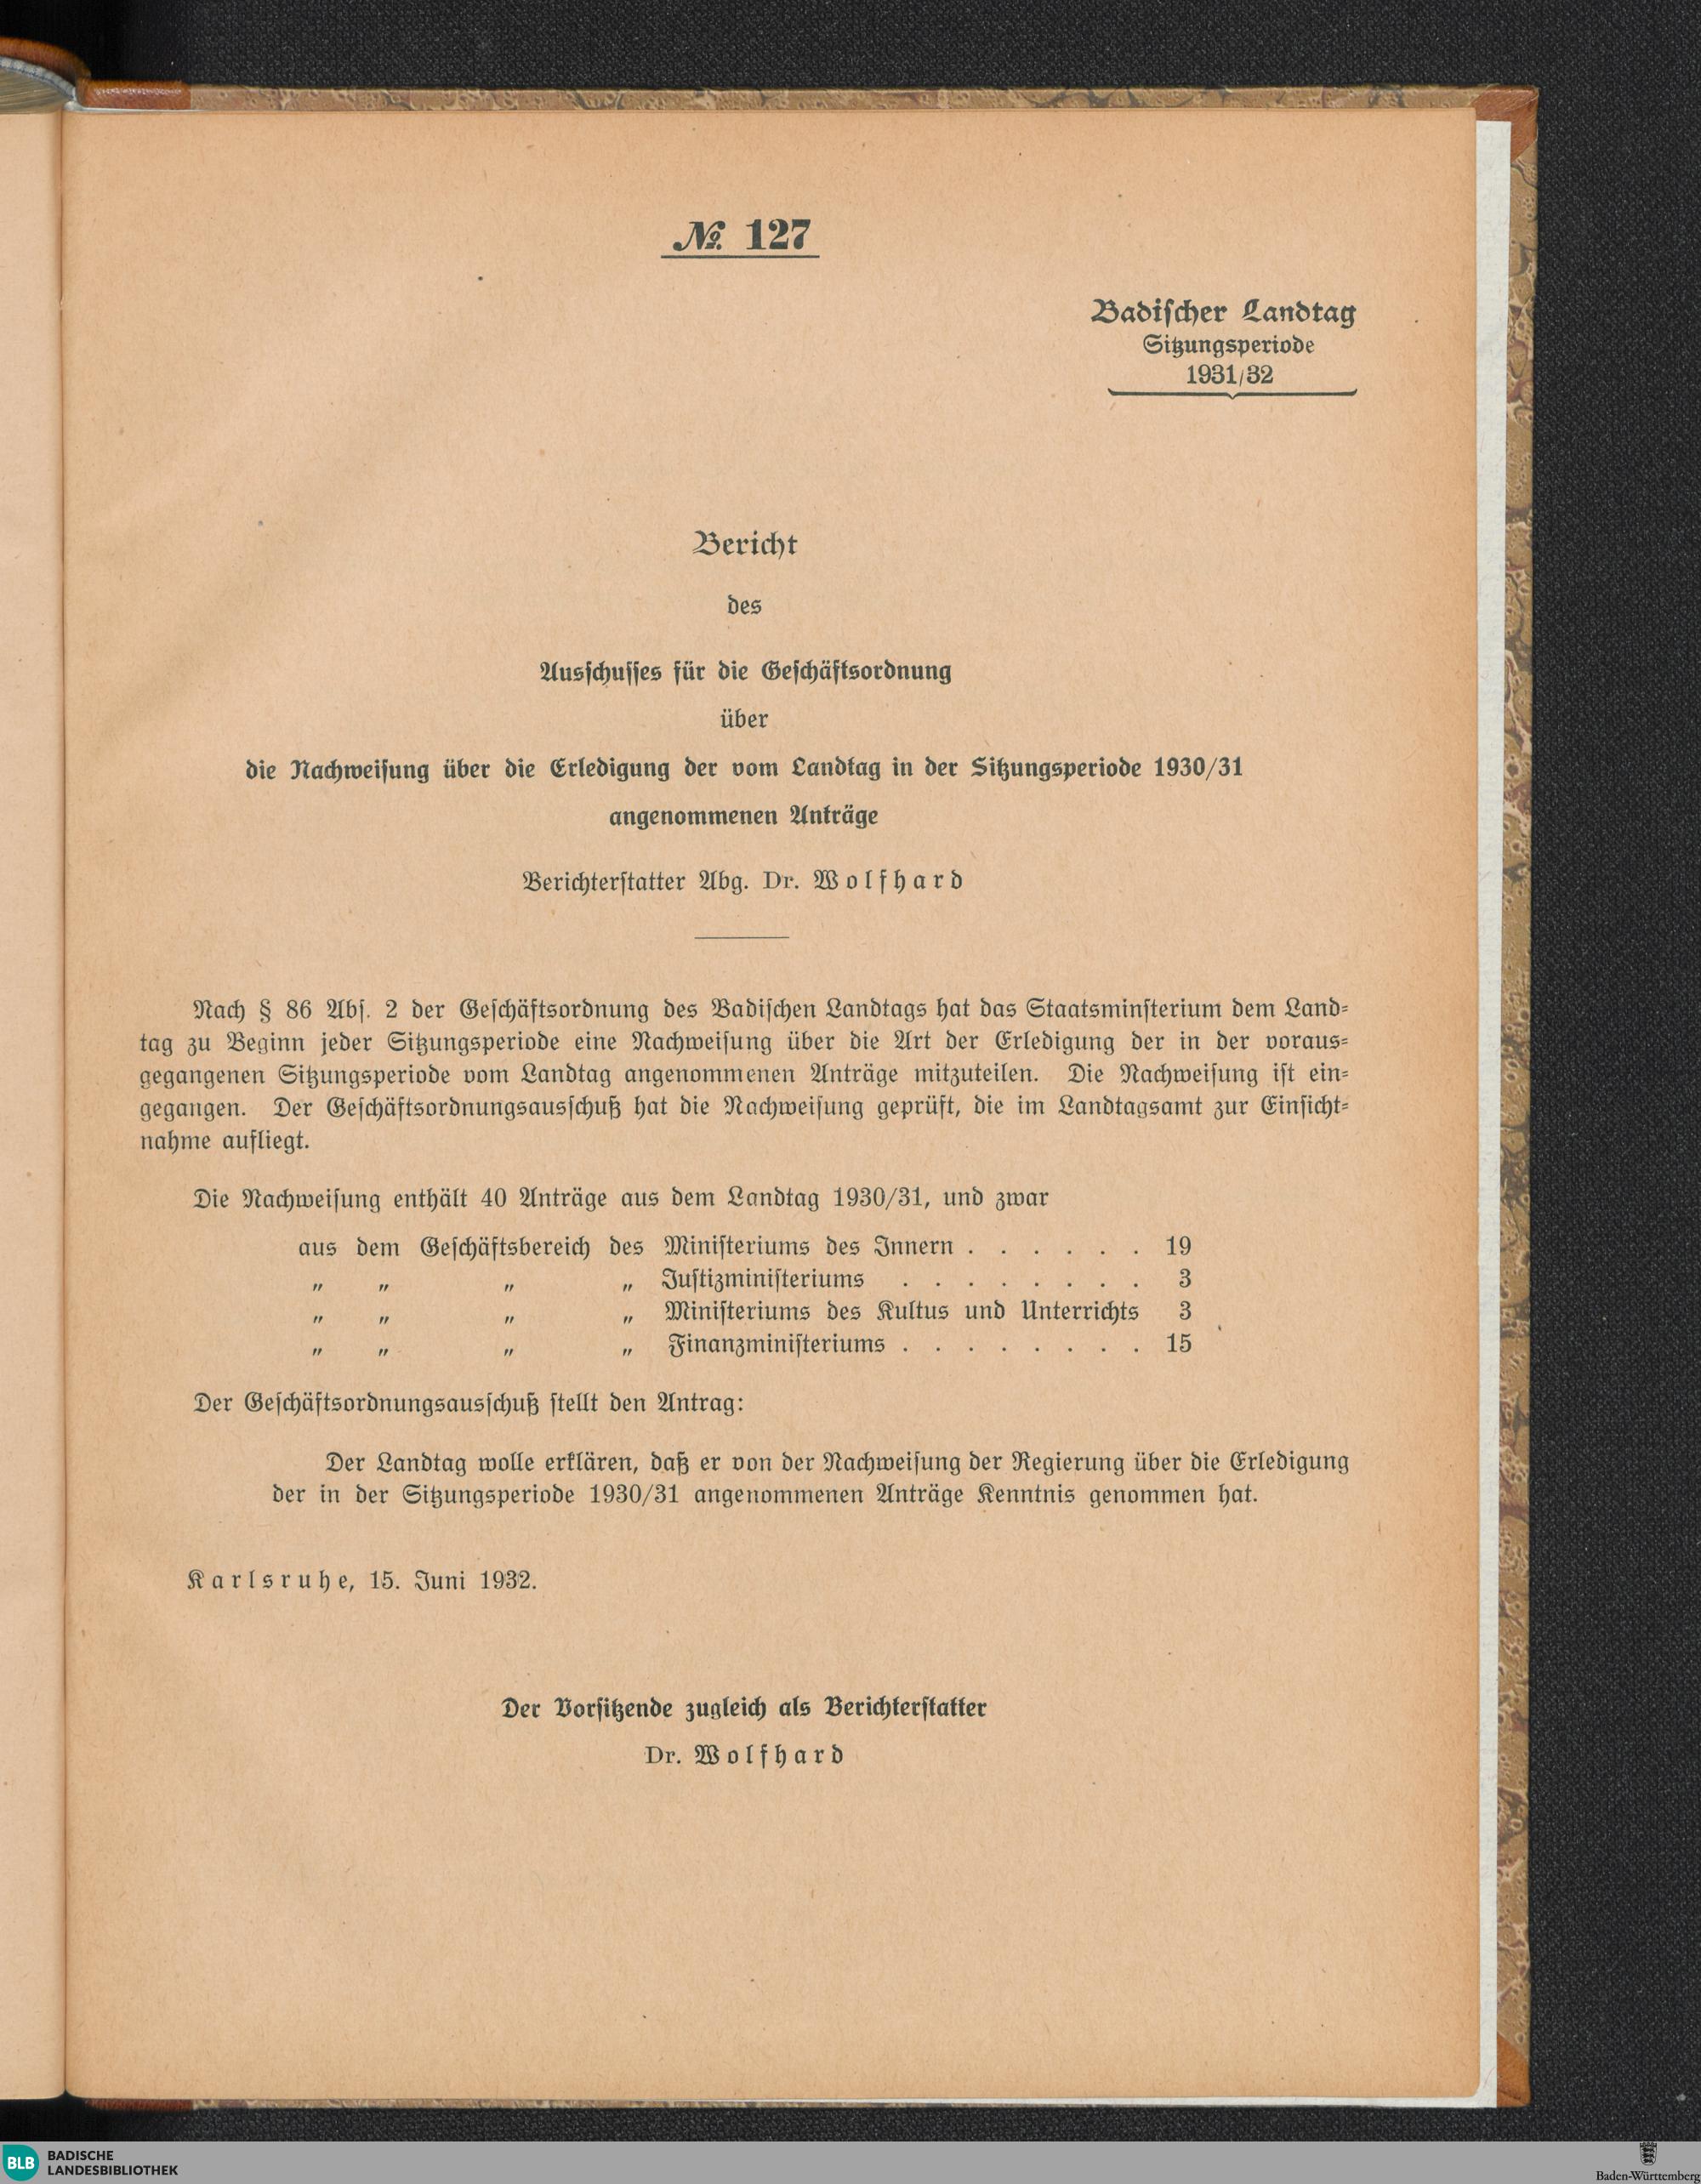 № 127
Badischer Landtag
Sitzungsperiode
1931/32
Bericht
des
Ausschusses für die Geschäftsordnung
über
die Nachweisung über die Erledigung der vom Landtag in der Sitzungsperiode 1930/31
angenommenen Anträge
Berichterstatter Abg. Dr. Wolfhard
Nach § 86 Abs. 2 der Geschäftsordnung des Badischen Landtags hat das Staatsminsterium dem Land-
tag zu Beginn jeder Sitzungsperiode eine Nachweisung über die Art der Erledigung der in der voraus-
gegangenen Sitzungsperiode vom Landtag angenommenen Anträge mitzuteilen. Die Nachweisung ist ein-
gegangen. Der Geschäftsordnungsausschuß hat die Nachweisung geprüft, die im Landtagsamt zur Einsicht-
nahme aufliegt.
Die Nachweisung enthält 40 Anträge aus dem Landtag 1930/31, und zwar
aus dem Geschäftsbereich des Ministeriums des Innern . . . . . . 19
„ „ „ „ Justizministeriums . . . . . . . . 3
„ „ „ „ Ministeriums des Kultus und Unterrichts 3
„ „ „ „ Finanzministeriums . . . . . . . . 15
Der Geschäftsordnungsausschuß stellt den Antrag:
Der Landtag wolle erklären, daß er von der Nachweisung der Regierung über die Erledigung
der in der Sitzungsperiode 1930/31 angenommenen Anträge Kenntnis genommen hat.
Karlsruhe, 15. Juni 1932.
Der Vorsitzende zugleich als Berichterstatter
Dr. Wolfhard
BLB BADISCHE
LANDESBIBLIOTHEK
Baden-Württemberg